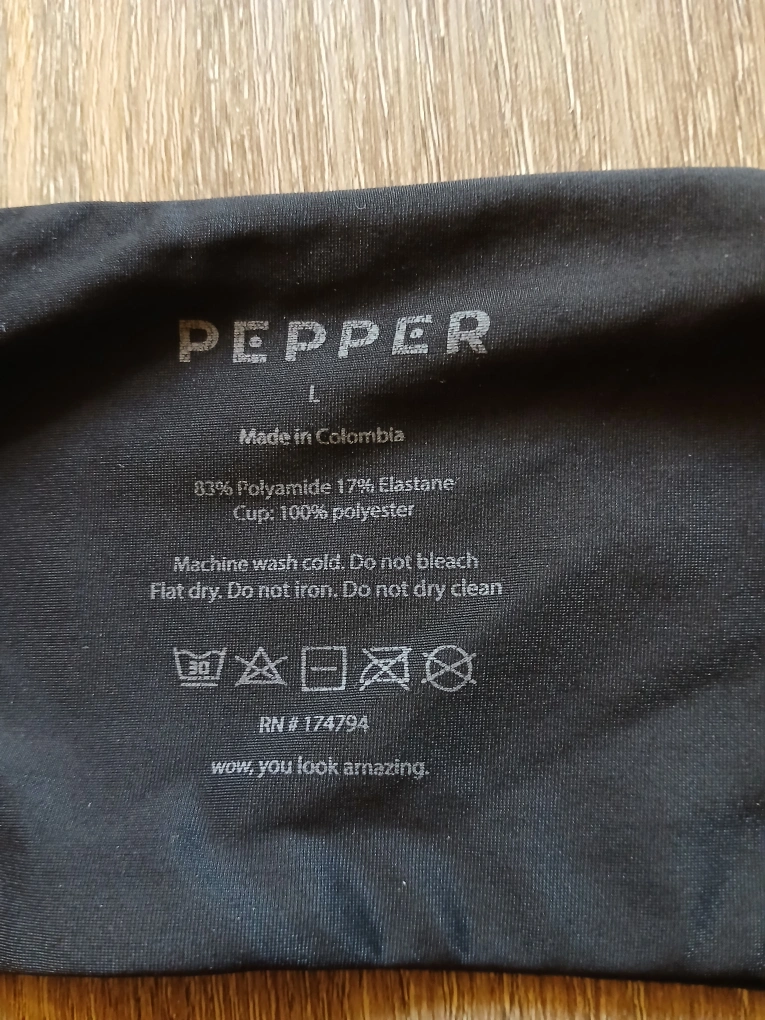 PEPPER
L
Made in Colombia
83% Polyamide 17% Elastane
Cup: 100% polyester
Machine wash cold. Do not bleach
Flat dry. Do not iron. Do not dry clean
30
RN # 174794
wow, you look amazing.